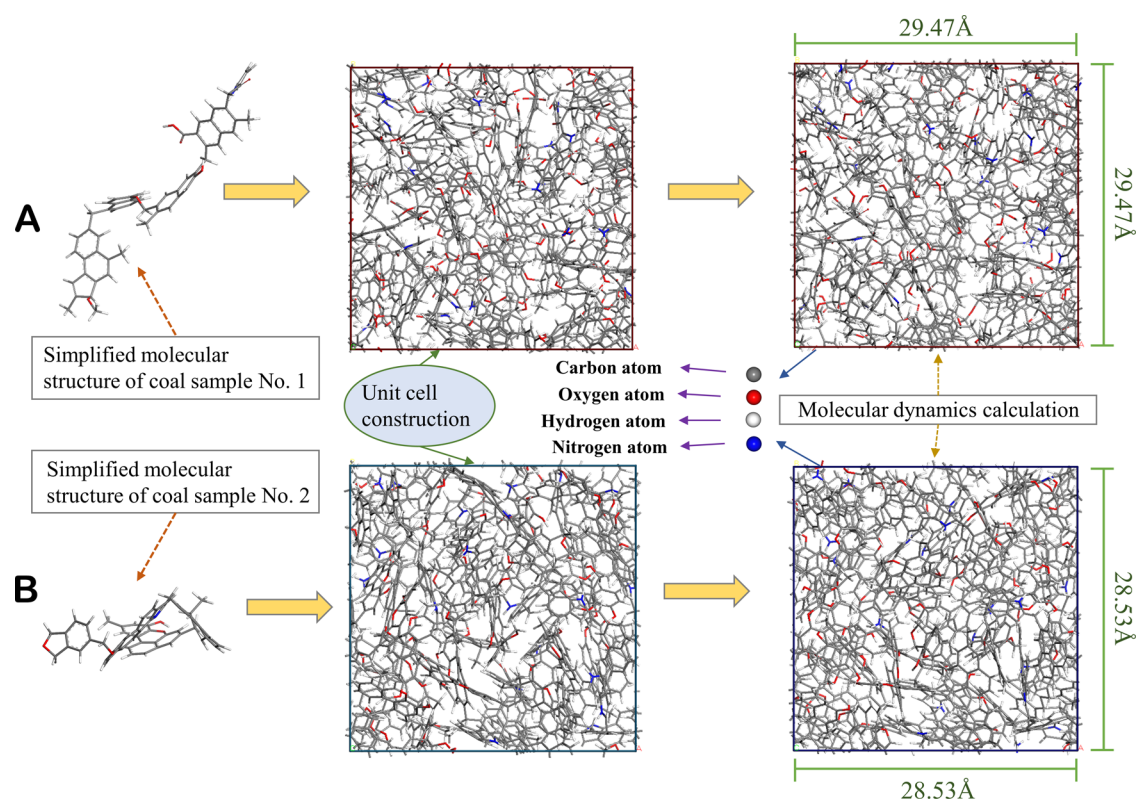 29.47Å
29.47Å
A
Simplified molecular
structure of coal sample No. 1
Unit cell
construction
Carbon atom
Oxygen atom
Hydrogen atom
Nitrogen atom
Molecular dynamics calculation
Simplified molecular
structure of coal sample No. 2
B
28.53Å
28.53Å